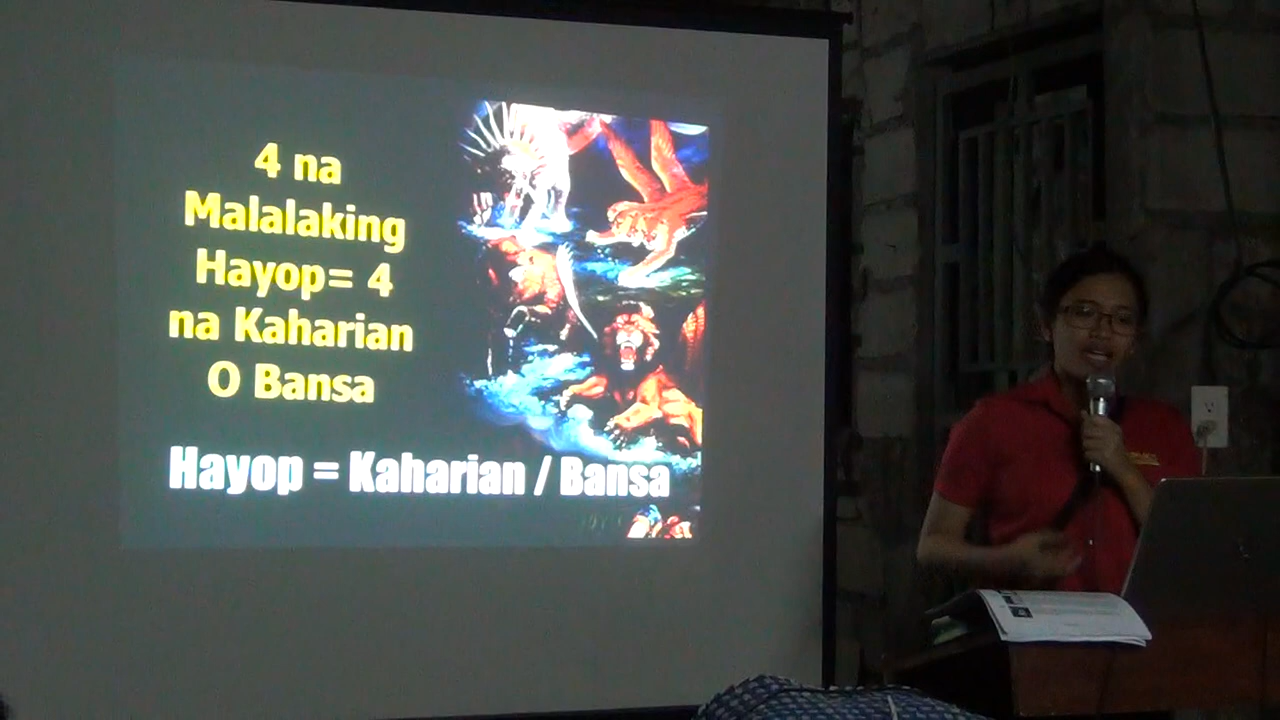 4 na
Malalaking
Hayop= 4
na Kaharian
O Bansa
Hayop = Kaharian / Bansa